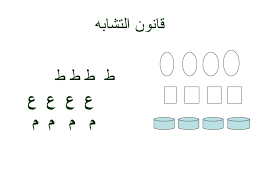 قانون التشابه
ط ط ط ط
ع ع ع ع
م م م م